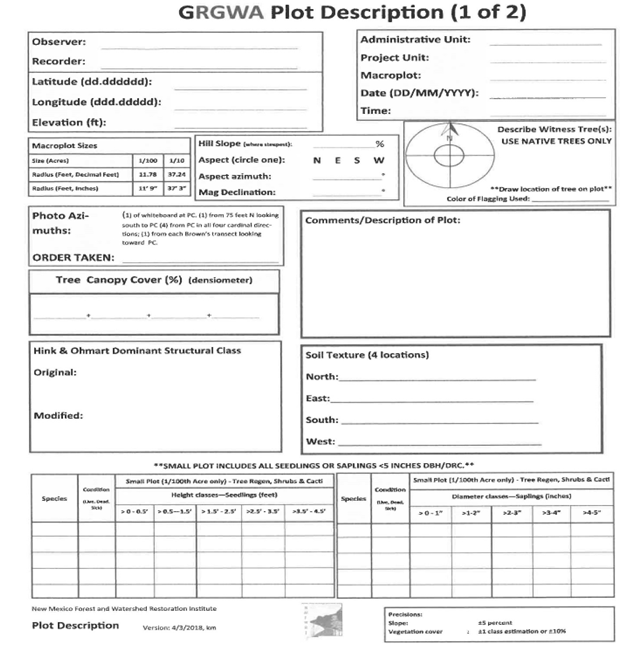 GRGWA Plot Description (1 of 2)
Observer:
Recorder:
Latitude (dd.dddddd):
Longitude (ddd.ddddd):
Elevation (ft):
Administrative Unit:
Project Unit:
Macroplot:
Date (DD/MM/YYYY):
Time:
Macroplot Sizes
Size (Acres) 1/100 1/10
Radius (Feet, Decimal Feet) 11.78 37.24
Radius (Feet, Inches) 11' 9" 37' 3"
Hill Slope (where steepest): %
Aspect (circle one): N E S W
Aspect azimuth: °
Mag Declination: °
N
Describe Witness Tree(s):
USE NATIVE TREES ONLY
**Draw location of tree on plot**
Color of Flagging Used:
Photo Azi-
muths:
(1) of whiteboard at PC. (1) from 75 feet N looking
south to PC (4) from PC in all four cardinal direc-
tions; (1) from each Brown's transect looking
toward PC.
ORDER TAKEN:
Comments/Description of Plot:
Tree Canopy Cover (%) (densiometer)
Hink & Ohmart Dominant Structural Class
Original:
Modified:
Soil Texture (4 locations)
North:
East:
South:
West:
**SMALL PLOT INCLUDES ALL SEEDLINGS OR SAPLINGS <5 INCHES DBH/DRC.**
Species
Condition
(Live, Dead, Sick)
Small Plot (1/100th Acre only) - Tree Regen, Shrubs & Cacti
Height classes—Seedlings (feet)
> 0 - 0.5' > 0.5—1.5' > 1.5' - 2.5' >2.5' - 3.5' >3.5' - 4.5'
Species
Condition
(Live, Dead, Sick)
Small Plot (1/100th Acre only) - Tree Regen, Shrubs & Cacti
Diameter classes—Saplings (inches)
> 0 - 1" >1-2" >2-3" >3-4" >4-5"
New Mexico Forest and Watershed Restoration Institute
Plot Description Version: 4/3/2018, km
Precisions:
Slope: ±5 percent
Vegetation cover : ±1 class estimation or ±10%